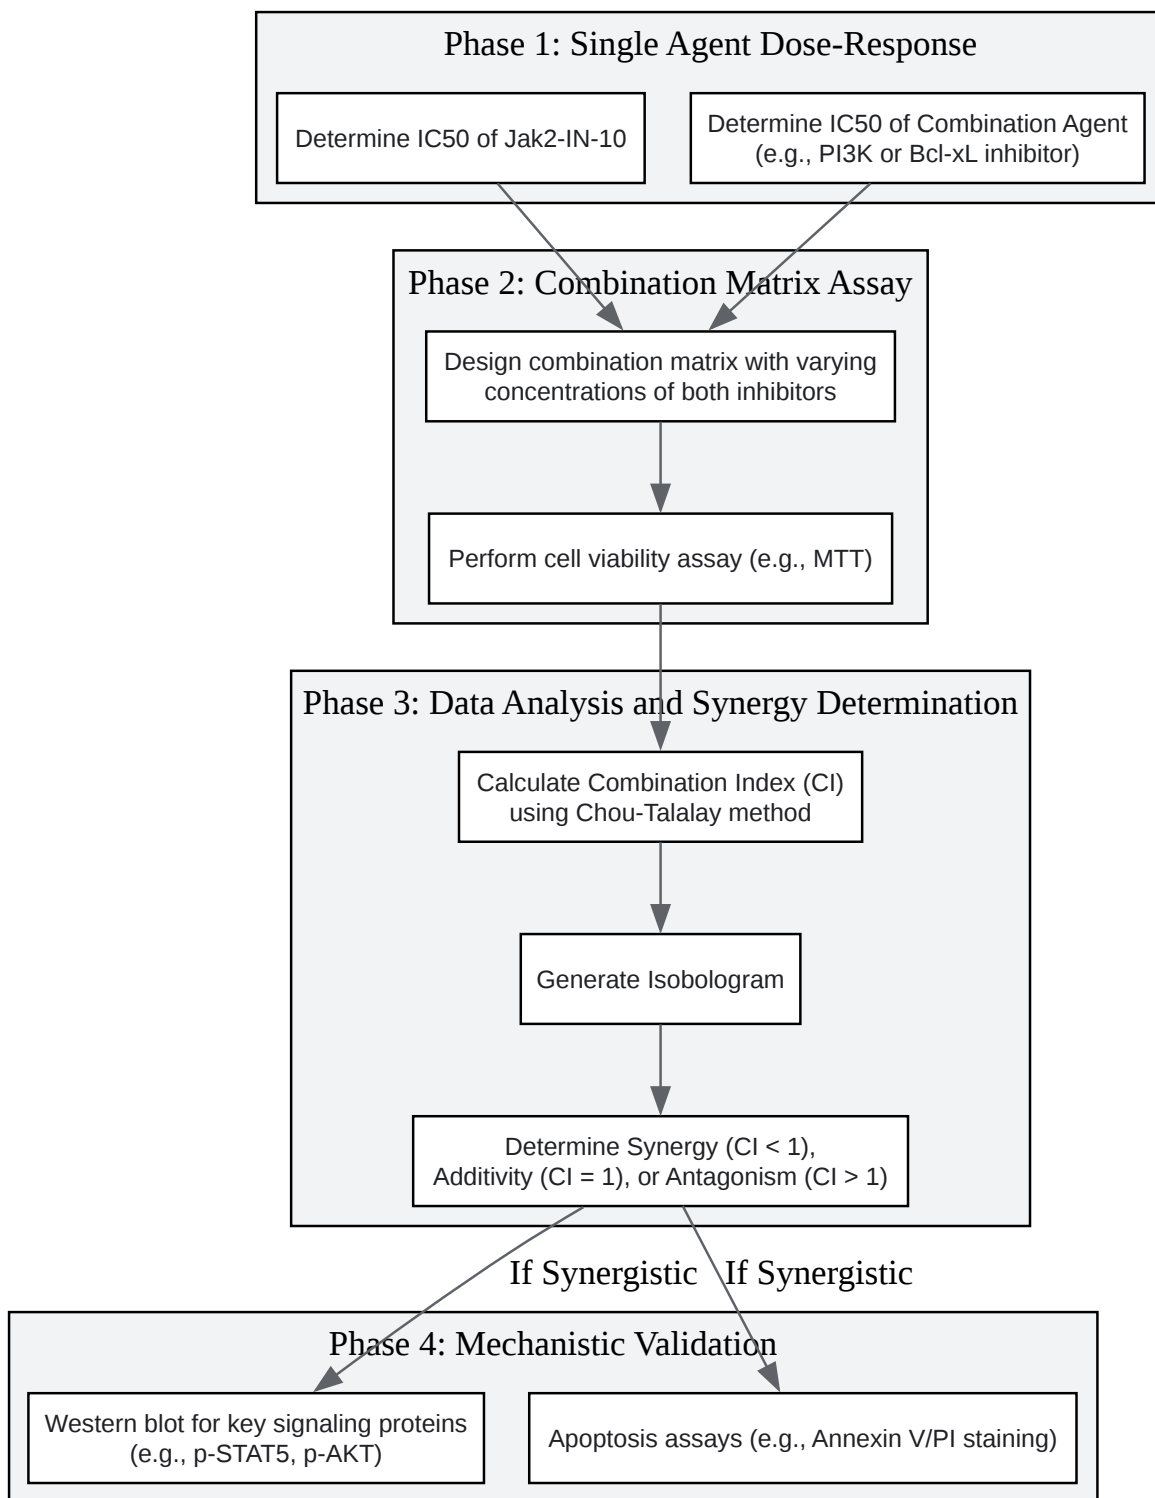 Phase 1: Single Agent Dose-Response
Determine IC50 of Jak2-IN-10
Determine IC50 of Combination Agent
(e.g., PI3K or Bcl-xL inhibitor)
Phase 2: Combination Matrix Assay
Design combination matrix with varying
concentrations of both inhibitors
Perform cell viability assay (e.g., MTT)
Phase 3: Data Analysis and Synergy Determination
Calculate Combination Index (CI)
using Chou-Talalay method
Generate Isobologram
Determine Synergy (CI < 1),
Additivity (CI = 1), or Antagonism (CI > 1)
If Synergistic
If Synergistic
Phase 4: Mechanistic Validation
Western blot for key signaling proteins
(e.g., p-STAT5, p-AKT)
Apoptosis assays (e.g., Annexin V/PI staining)